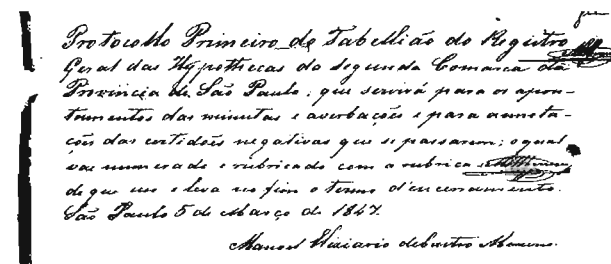 Protocollo Primeiro do Tabellião do Registro
Geral das Hypothecas da Segunda Comarca da
Provincia de São Paulo; que servirá para os apon-
tamentos das minutas e averbações e para annota-
ções das certidões negativas que se passarem; o qual
vae numerado e rubricado com a rubrica
de que uso e leva no fim o termo d'encerramento.
São Paulo 5 de Março de 1847.
Manoel Eliziario de Castro Menezes.